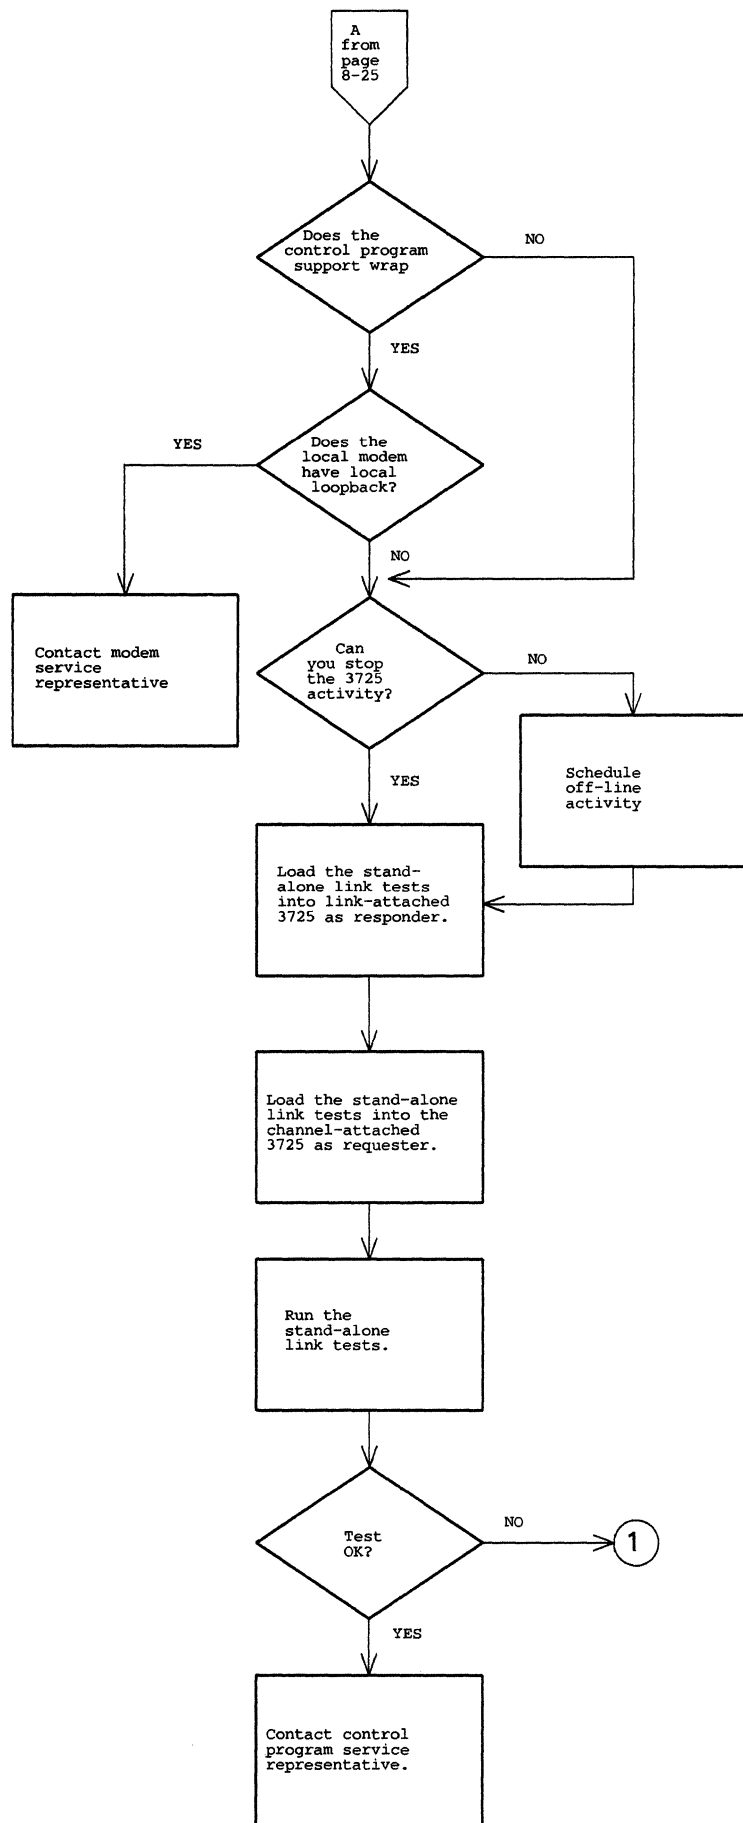 A
from
page
8-25
Does the
control program
support wrap
NO
YES
Does the
local modem
have local
loopback?
YES
NO
Contact modem
service
representative
Can
you stop
the 3725
activity?
NO
YES
Schedule
off-line
activity
Load the stand-
alone link tests
into link-attached
3725 as responder.
Load the stand-alone
link tests into the
channel-attached
3725 as requester.
Run the
stand-alone
link tests.
Test
OK?
NO
1
YES
Contact control
program service
representative.